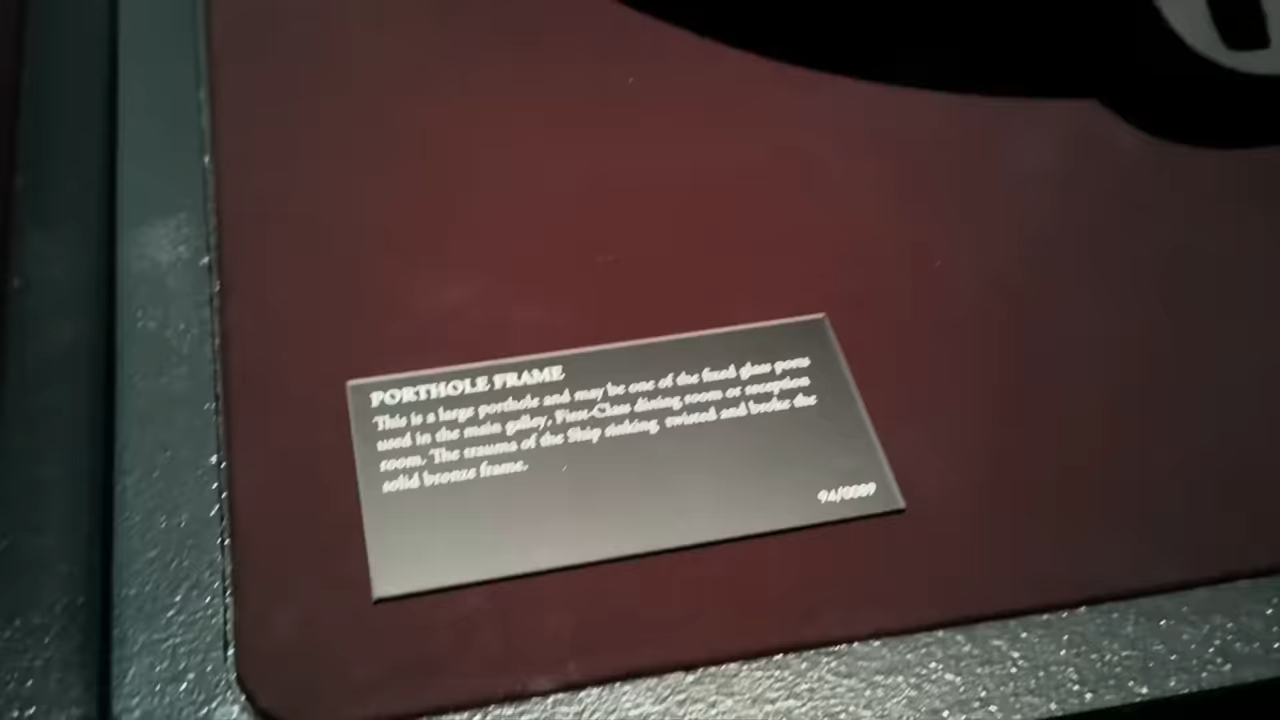 PORTHOLE FRAME
This is a large porthole and may be one of the fixed glass ports
used in the main galley, First-Class dining room or reception
room. The trauma of the Ship sinking, twisted and broke the
solid bronze frame.
94/0089